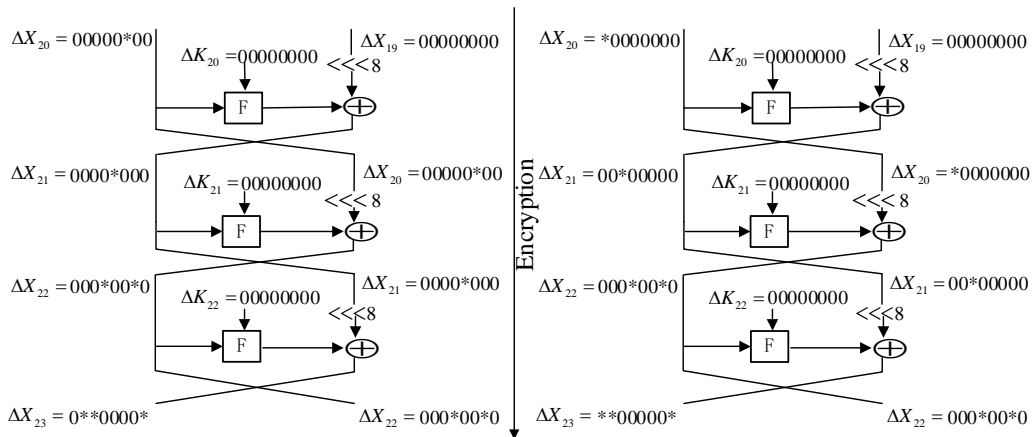 ΔX₂₀ = 00000*00
ΔX₁₉ = 00000000
ΔK₂₀ = 00000000
<<<8
F
ΔX₂₁ = 0000*000
ΔX₂₀ = 00000*00
ΔK₂₁ = 00000000
<<<8
F
ΔX₂₂ = 000*00*0
ΔX₂₁ = 0000*000
ΔK₂₂ = 00000000
<<<8
F
ΔX₂₃ = 0**0000*
ΔX₂₂ = 000*00*0
Encryption
ΔX₂₀ = *0000000
ΔX₁₉ = 00000000
ΔK₂₀ = 00000000
<<<8
F
ΔX₂₁ = 00*00000
ΔX₂₀ = *0000000
ΔK₂₁ = 00000000
<<<8
F
ΔX₂₂ = 000*00*0
ΔX₂₁ = 00*00000
ΔK₂₂ = 00000000
<<<8
F
ΔX₂₃ = **00000*
ΔX₂₂ = 000*00*0